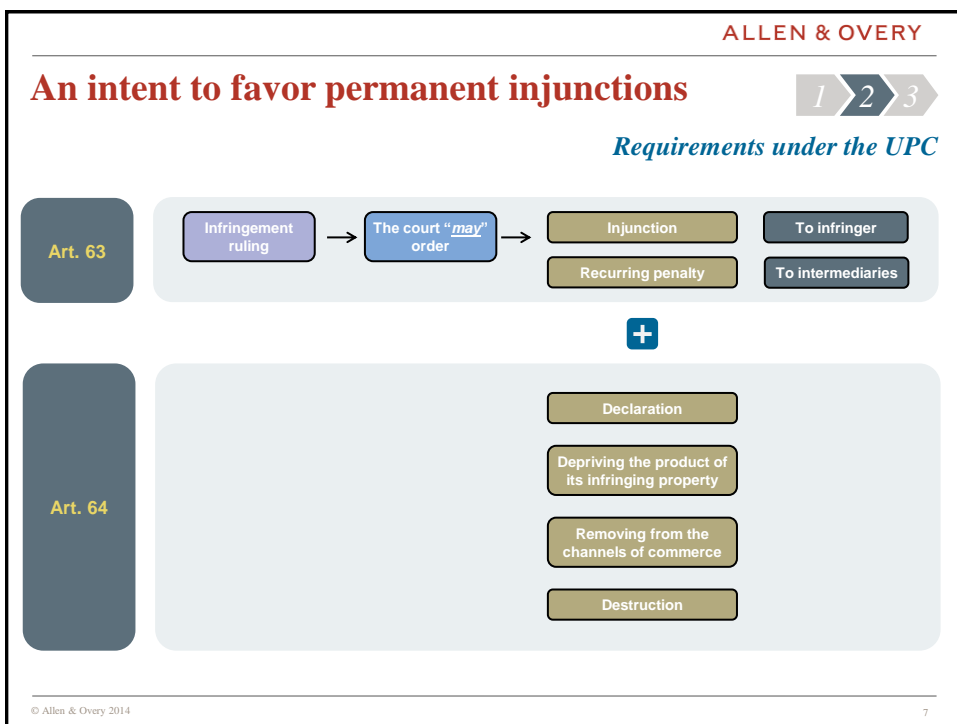 ALLEN & OVERY
An intent to favor permanent injunctions
1 2 3
Requirements under the UPC
Art. 63
Infringement
ruling
The court “may”
order
Injunction
Recurring penalty
To infringer
To intermediaries
+
Art. 64
Declaration
Depriving the product of
its infringing property
Removing from the
channels of commerce
Destruction
© Allen & Overy 2014
7